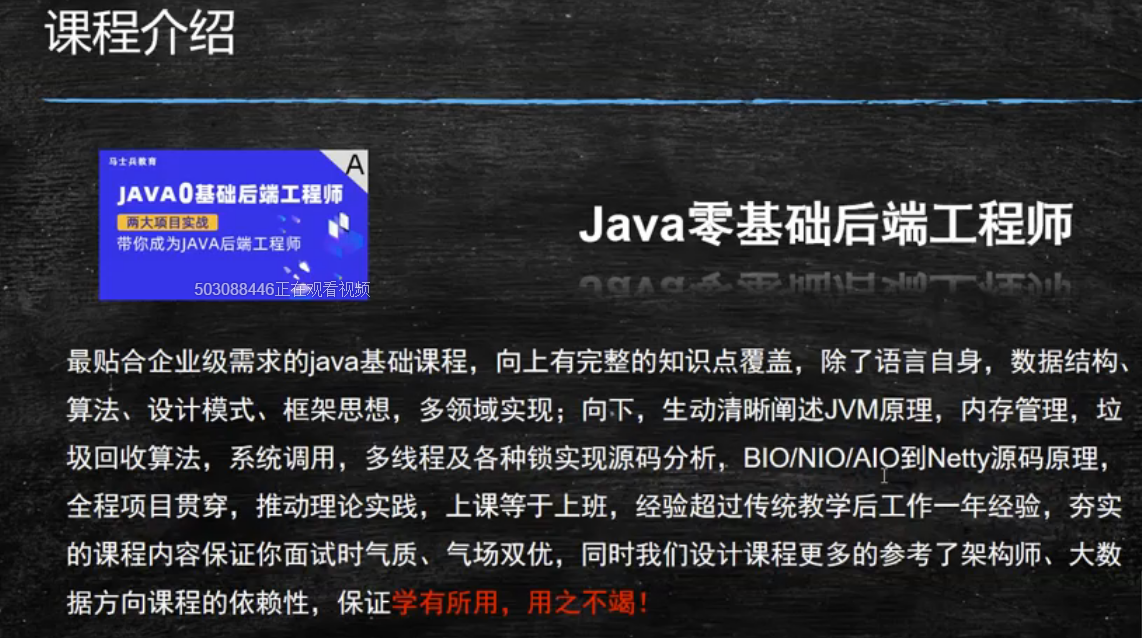 课程介绍
马士兵教育
A
JAVA0基础后端工程师
两大项目实战
带你成为JAVA后端工程师
503088446正在观看视频
Java零基础后端工程师
最贴合企业级需求的java基础课程，向上有完整的知识点覆盖，除了语言自身，数据结构、
算法、设计模式、框架思想，多领域实现；向下，生动清晰阐述JVM原理，内存管理，垃
圾回收算法，系统调用，多线程及各种锁实现源码分析，BIO/NIO/AIO到Netty源码原理，
全程项目贯穿，推动理论实践，上课等于上班，经验超过传统教学后工作一年经验，夯实
的课程内容保证你面试时气质、气场双优，同时我们设计课程更多的参考了架构师、大数
据方向课程的依赖性，保证学有所用，用之不竭！